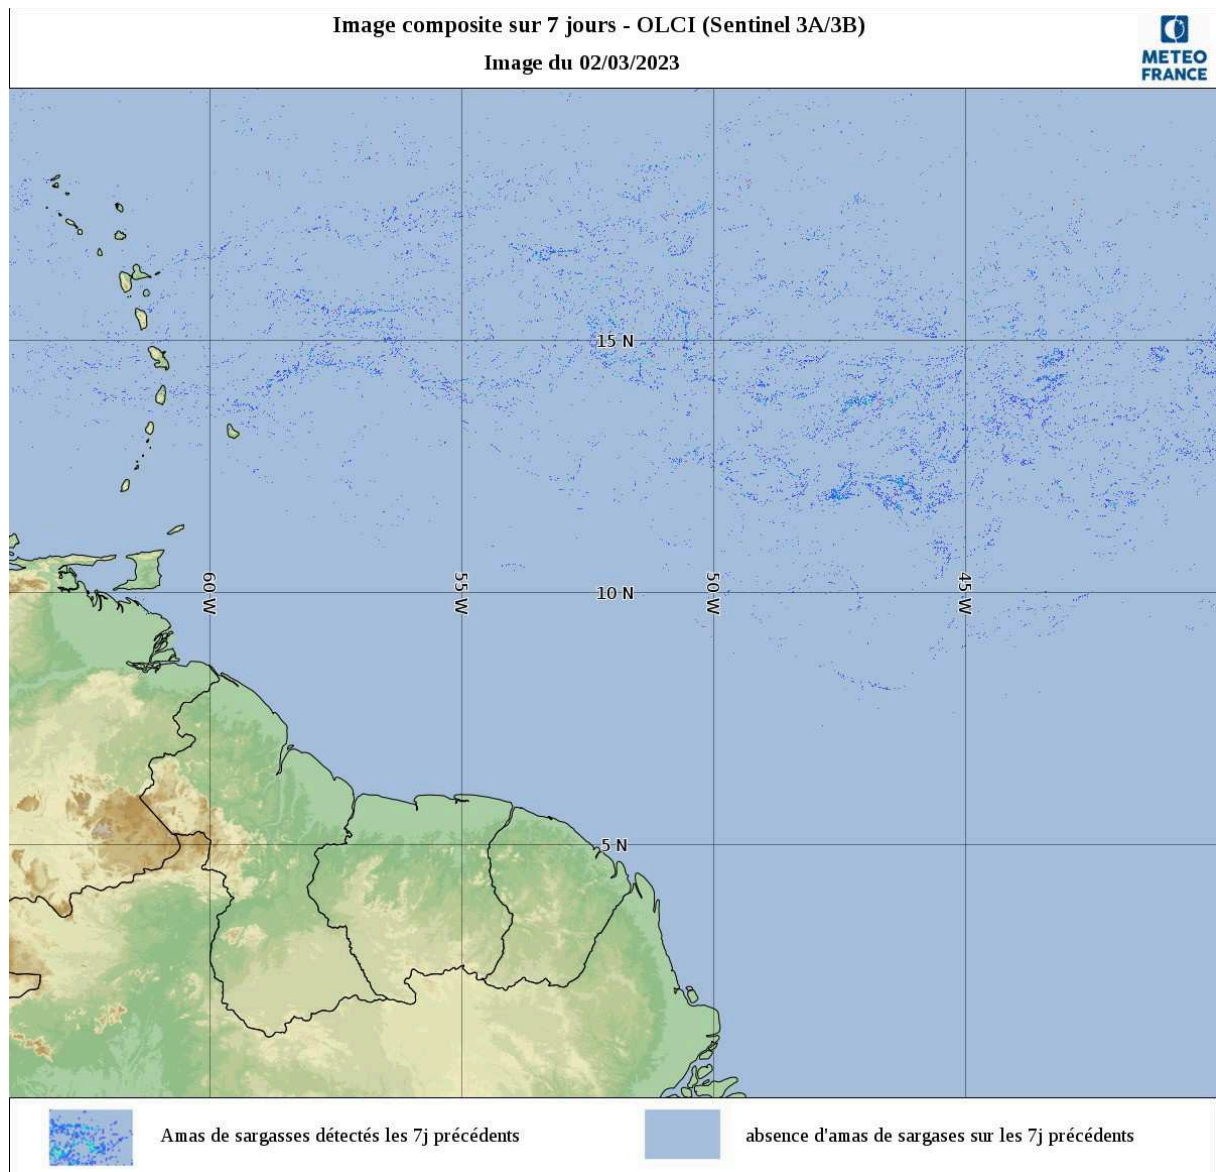 Image composite sur 7 jours - OLCI (Sentinel 3A/3B)
Image du 02/03/2023
METEO
FRANCE
15 N
60 W
55 W
10 N
50 W
45 W
5 N
Amas de sargasses détectés les 7j précédents
absence d'amas de sargases sur les 7j précédents